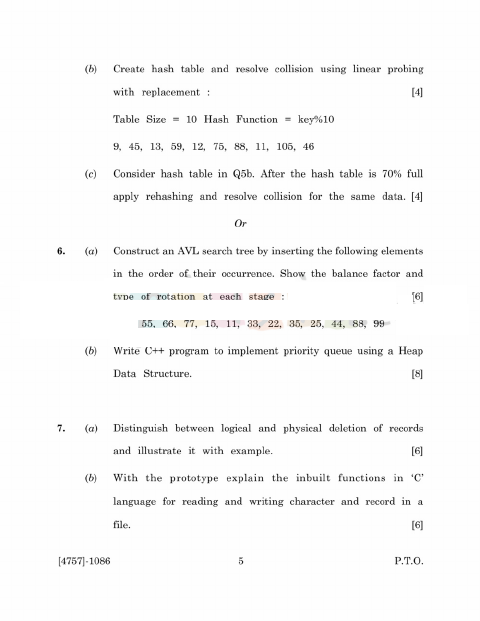 (b) Create hash table and resolve collision using linear probing
with replacement : [4]
Table Size = 10 Hash Function = key%10
9, 45, 13, 59, 12, 75, 88, 11, 105, 46
(c) Consider hash table in Q5b. After the hash table is 70% full
apply rehashing and resolve collision for the same data. [4]
Or
6. (a) Construct an AVL search tree by inserting the following elements
in the order of their occurrence. Show the balance factor and
type of rotation at each stage : [6]
55, 66, 77, 15, 11, 33, 22, 35, 25, 44, 88, 99
(b) Write C++ program to implement priority queue using a Heap
Data Structure. [8]
7. (a) Distinguish between logical and physical deletion of records
and illustrate it with example. [6]
(b) With the prototype explain the inbuilt functions in ‘C’
language for reading and writing character and record in a
file. [6]
[4757]-1086 5 P.T.O.